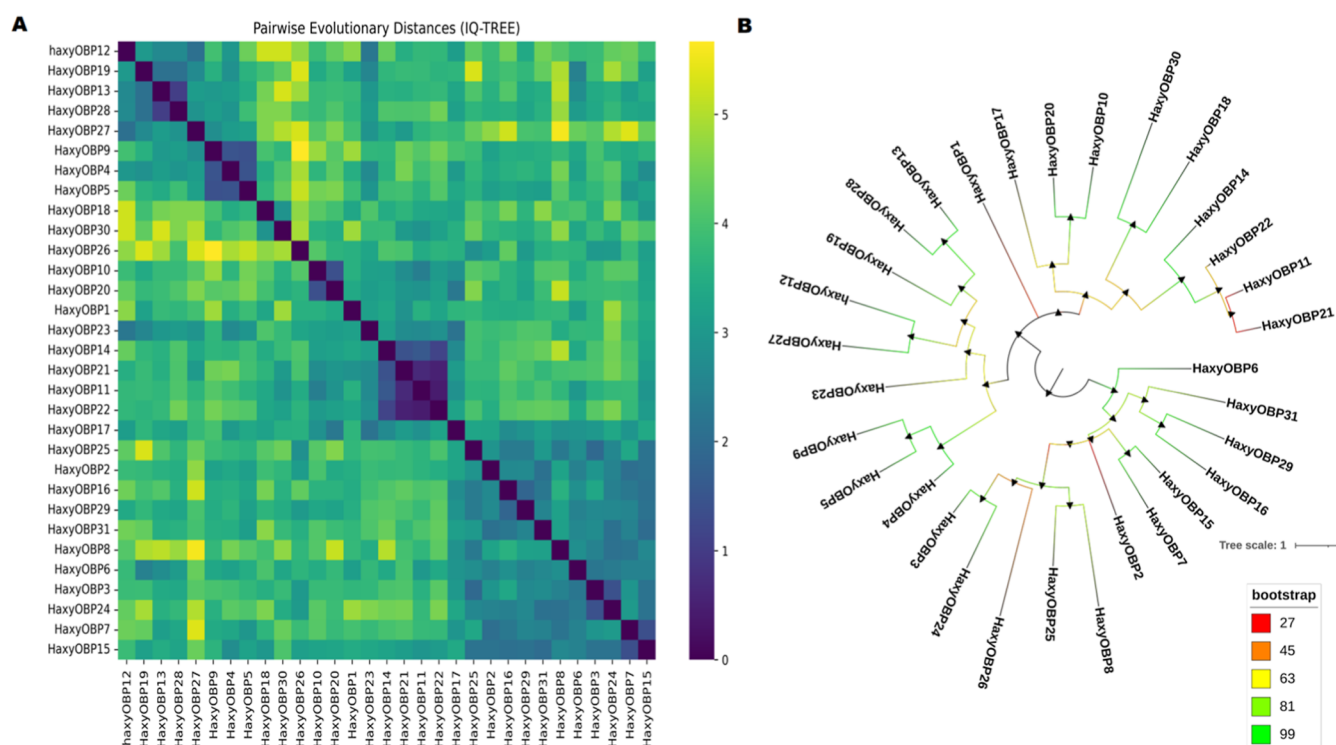 A
Pairwise Evolutionary Distances (IQ-TREE)
haxyOBP12
HaxyOBP19
HaxyOBP13
HaxyOBP28
HaxyOBP27
HaxyOBP9
HaxyOBP4
HaxyOBP5
HaxyOBP18
HaxyOBP30
HaxyOBP26
HaxyOBP10
HaxyOBP20
HaxyOBP1
HaxyOBP23
HaxyOBP14
HaxyOBP21
HaxyOBP11
HaxyOBP22
HaxyOBP17
HaxyOBP25
HaxyOBP2
HaxyOBP16
HaxyOBP29
HaxyOBP31
HaxyOBP8
HaxyOBP6
HaxyOBP3
HaxyOBP24
HaxyOBP7
HaxyOBP15
haxyOBP12
HaxyOBP19
HaxyOBP13
HaxyOBP28
HaxyOBP27
HaxyOBP9
HaxyOBP4
HaxyOBP5
HaxyOBP18
HaxyOBP30
HaxyOBP26
HaxyOBP10
HaxyOBP20
HaxyOBP1
HaxyOBP23
HaxyOBP14
HaxyOBP21
HaxyOBP11
HaxyOBP22
HaxyOBP17
HaxyOBP25
HaxyOBP2
HaxyOBP16
HaxyOBP29
HaxyOBP31
HaxyOBP8
HaxyOBP6
HaxyOBP3
HaxyOBP24
HaxyOBP7
HaxyOBP15
5
4
3
2
1
0
B
HaxyOBP1
HaxyOBP17
HaxyOBP20
HaxyOBP10
HaxyOBP30
HaxyOBP18
HaxyOBP14
HaxyOBP22
HaxyOBP11
HaxyOBP21
HaxyOBP6
HaxyOBP31
HaxyOBP29
HaxyOBP16
HaxyOBP15
HaxyOBP7
HaxyOBP2
HaxyOBP8
HaxyOBP25
HaxyOBP26
HaxyOBP24
HaxyOBP3
HaxyOBP4
HaxyOBP5
HaxyOBP9
HaxyOBP23
HaxyOBP27
haxyOBP12
HaxyOBP19
HaxyOBP28
HaxyOBP13
Tree scale: 1
bootstrap
27
45
63
81
99